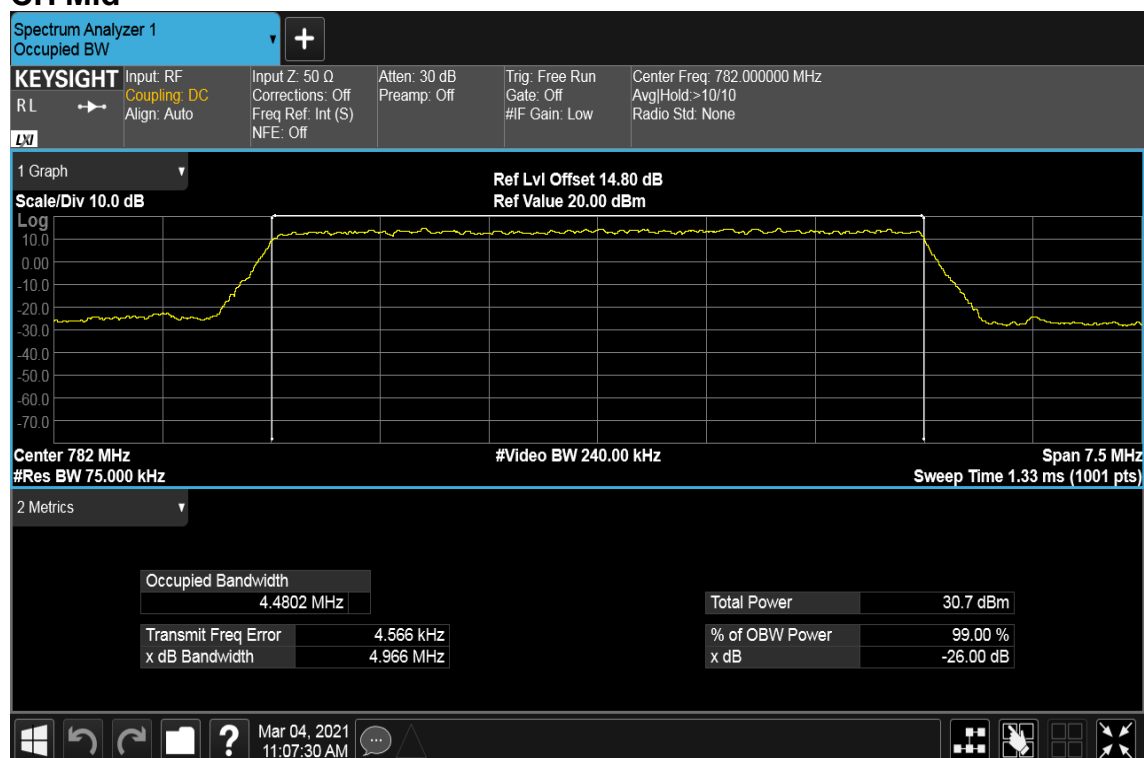 CH Mid
Spectrum Analyzer 1
Occupied BW
KEYSIGHT
R L
LXI
Input: RF
Coupling: DC
Align: Auto
Input Z: 50 Ω
Corrections: Off
Freq Ref: Int (S)
NFE: Off
Atten: 30 dB
Preamp: Off
Trig: Free Run
Gate: Off
#IF Gain: Low
Center Freq: 782.000000 MHz
Avg|Hold:>10/10
Radio Std: None
1 Graph
Scale/Div 10.0 dB
Ref Lvl Offset 14.80 dB
Ref Value 20.00 dBm
Log
10.0
0.00
-10.0
-20.0
-30.0
-40.0
-50.0
-60.0
-70.0
Center 782 MHz
#Res BW 75.000 kHz
#Video BW 240.00 kHz
Span 7.5 MHz
Sweep Time 1.33 ms (1001 pts)
2 Metrics
Occupied Bandwidth
4.4802 MHz
Transmit Freq Error 4.566 kHz
x dB Bandwidth 4.966 MHz
Total Power 30.7 dBm
% of OBW Power 99.00 %
x dB -26.00 dB
?
Mar 04, 2021
11:07:30 AM